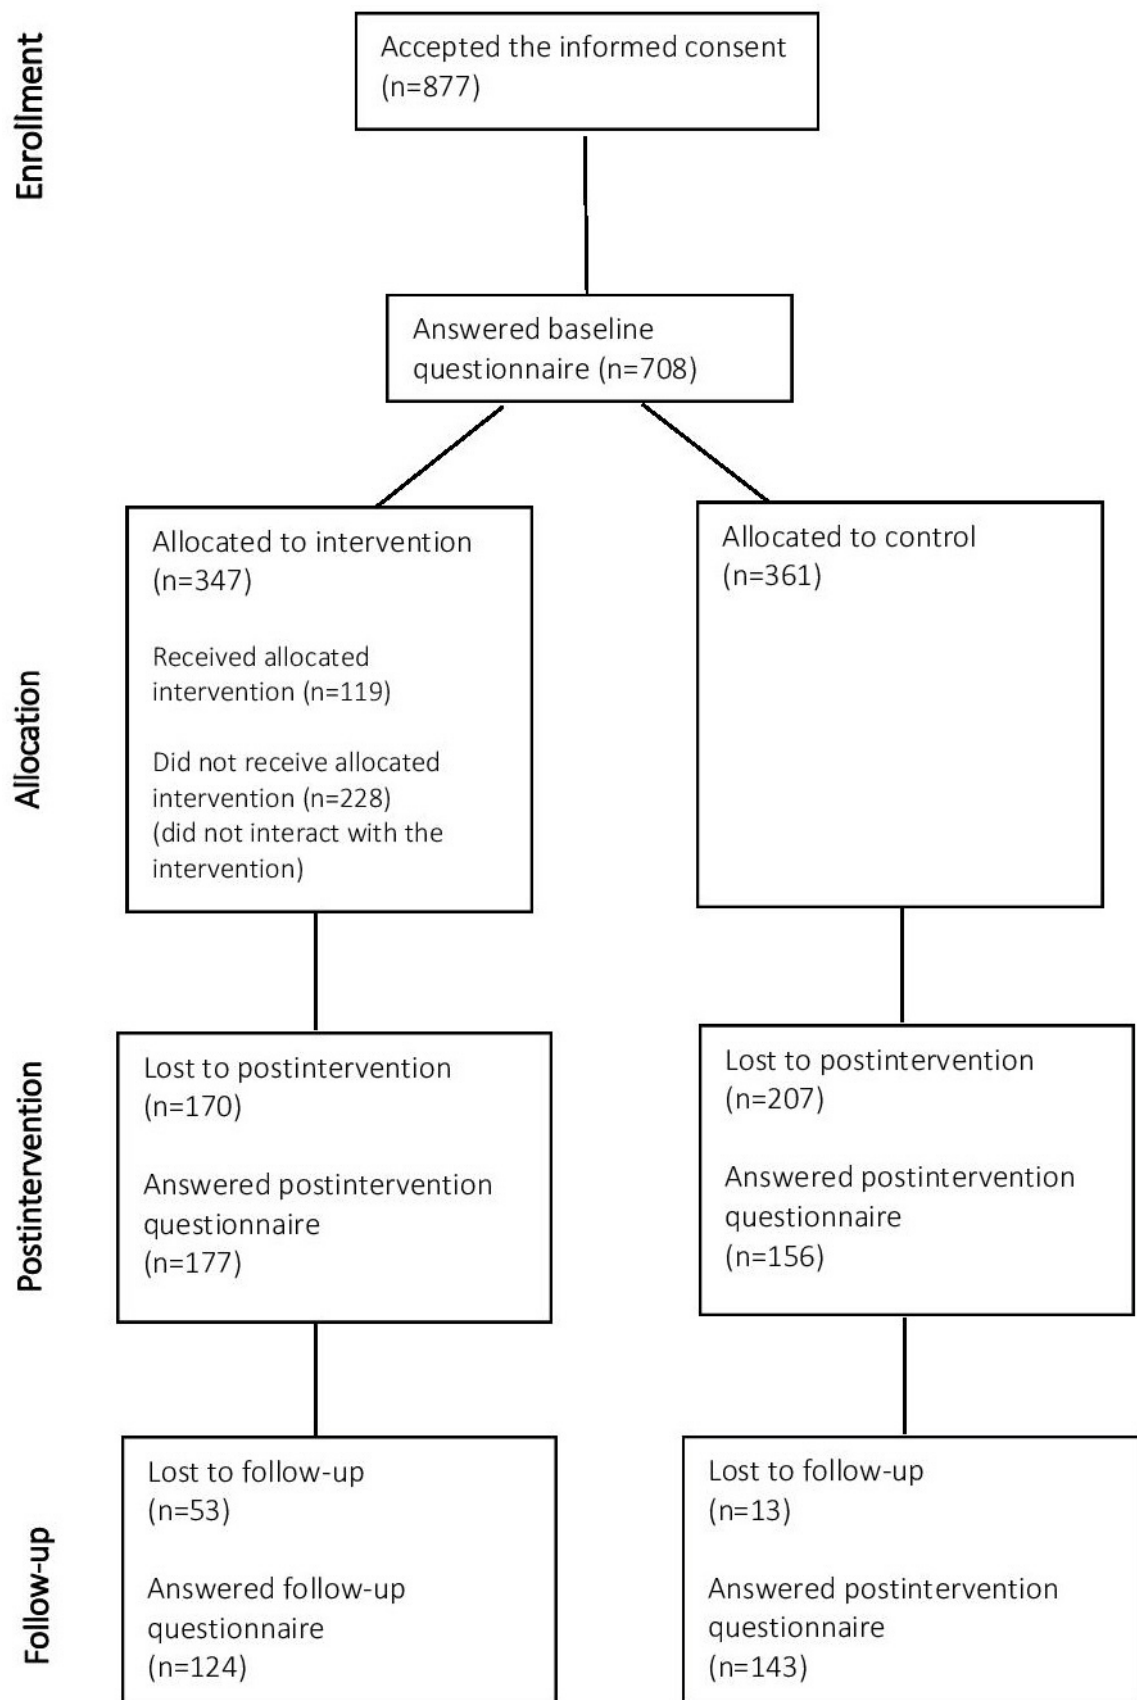 Enrollment
Accepted the informed consent
(n=877)
Answered baseline
questionnaire (n=708)
Allocation
Allocated to intervention
(n=347)
Received allocated
intervention (n=119)
Did not receive allocated
intervention (n=228)
(did not interact with the
intervention)
Allocated to control
(n=361)
Postintervention
Lost to postintervention
(n=170)
Answered postintervention
questionnaire
(n=177)
Lost to postintervention
(n=207)
Answered postintervention
questionnaire
(n=156)
Follow-up
Lost to follow-up
(n=53)
Answered follow-up
questionnaire
(n=124)
Lost to follow-up
(n=13)
Answered postintervention
questionnaire
(n=143)